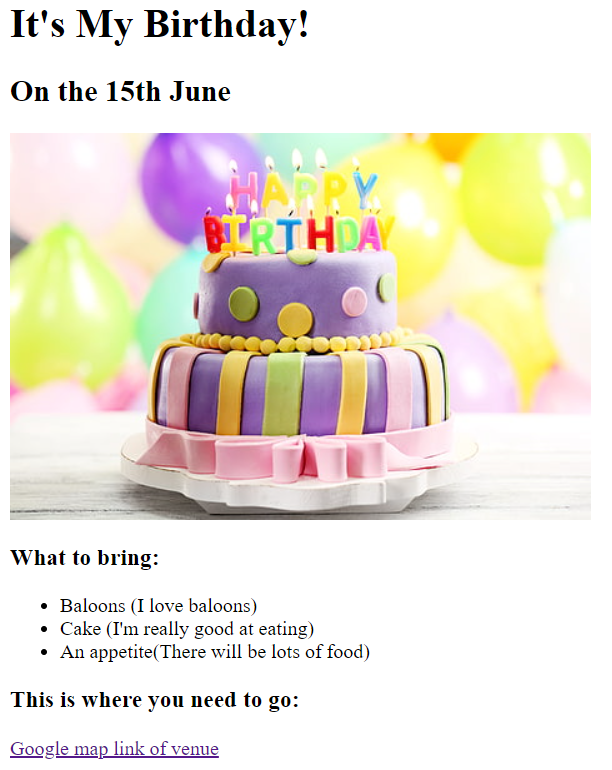 It's My Birthday!
On the 15th June
HAPPY
BIRTHDAY
What to bring:
Baloons (I love baloons)
Cake (I'm really good at eating)
An appetite(There will be lots of food)
This is where you need to go:
Google map link of venue